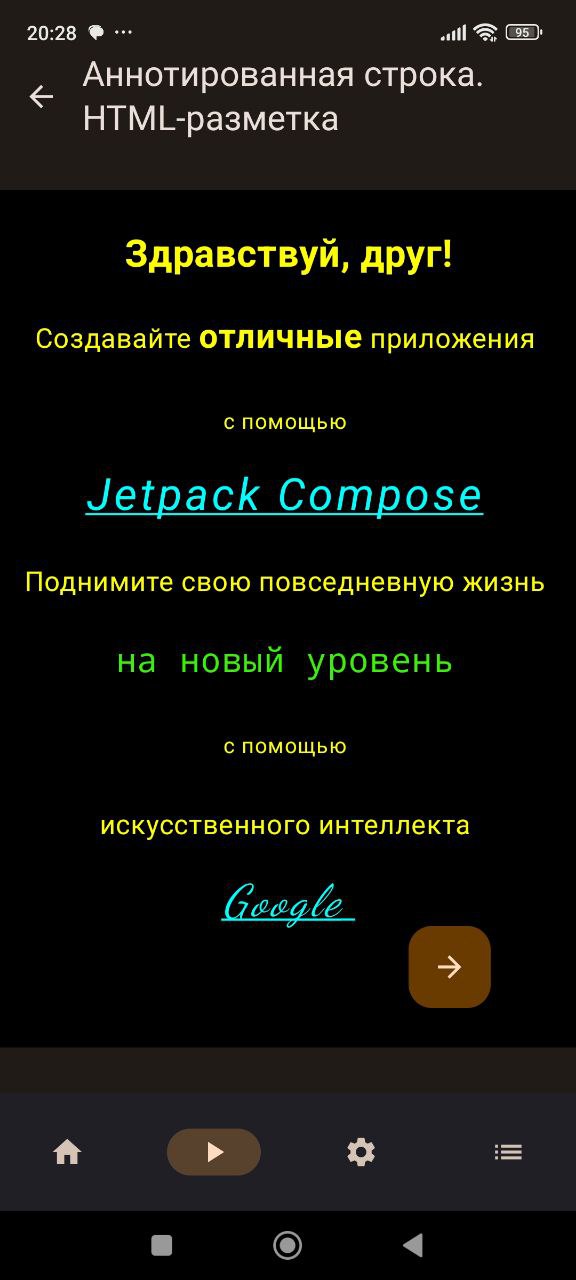 20:28
95
Аннотированная строка.
HTML-разметка
Здравствуй, друг!
Создавайте отличные приложения
с помощью
Jetpack Compose
Поднимите свою повседневную жизнь
на новый уровень
с помощью
искусственного интеллекта
Google